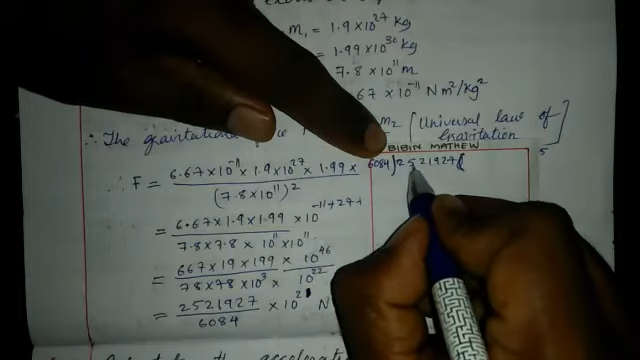 m₁ = 1.9×10²⁷ kg
= 1.99×10³⁰ kg
7.8×10¹¹ m
67×10⁻¹¹ Nm²/kg²
∴ The gravitational m₂ [Universal law of Gravitation]
BIBIN MATHEW
F = 6.67×10⁻¹¹×1.9×10²⁷×1.99× / (7.8×10¹¹)²
6084)2521927( 5
= 6.67×1.9×1.99×10⁻¹¹⁺²⁷⁺ / 7.8×7.8×10¹¹×10¹¹
= 667×19×199 × 10⁴⁶ / 78×78×10³× 10²²
= 2521927 / 6084 ×10²¹ N
the